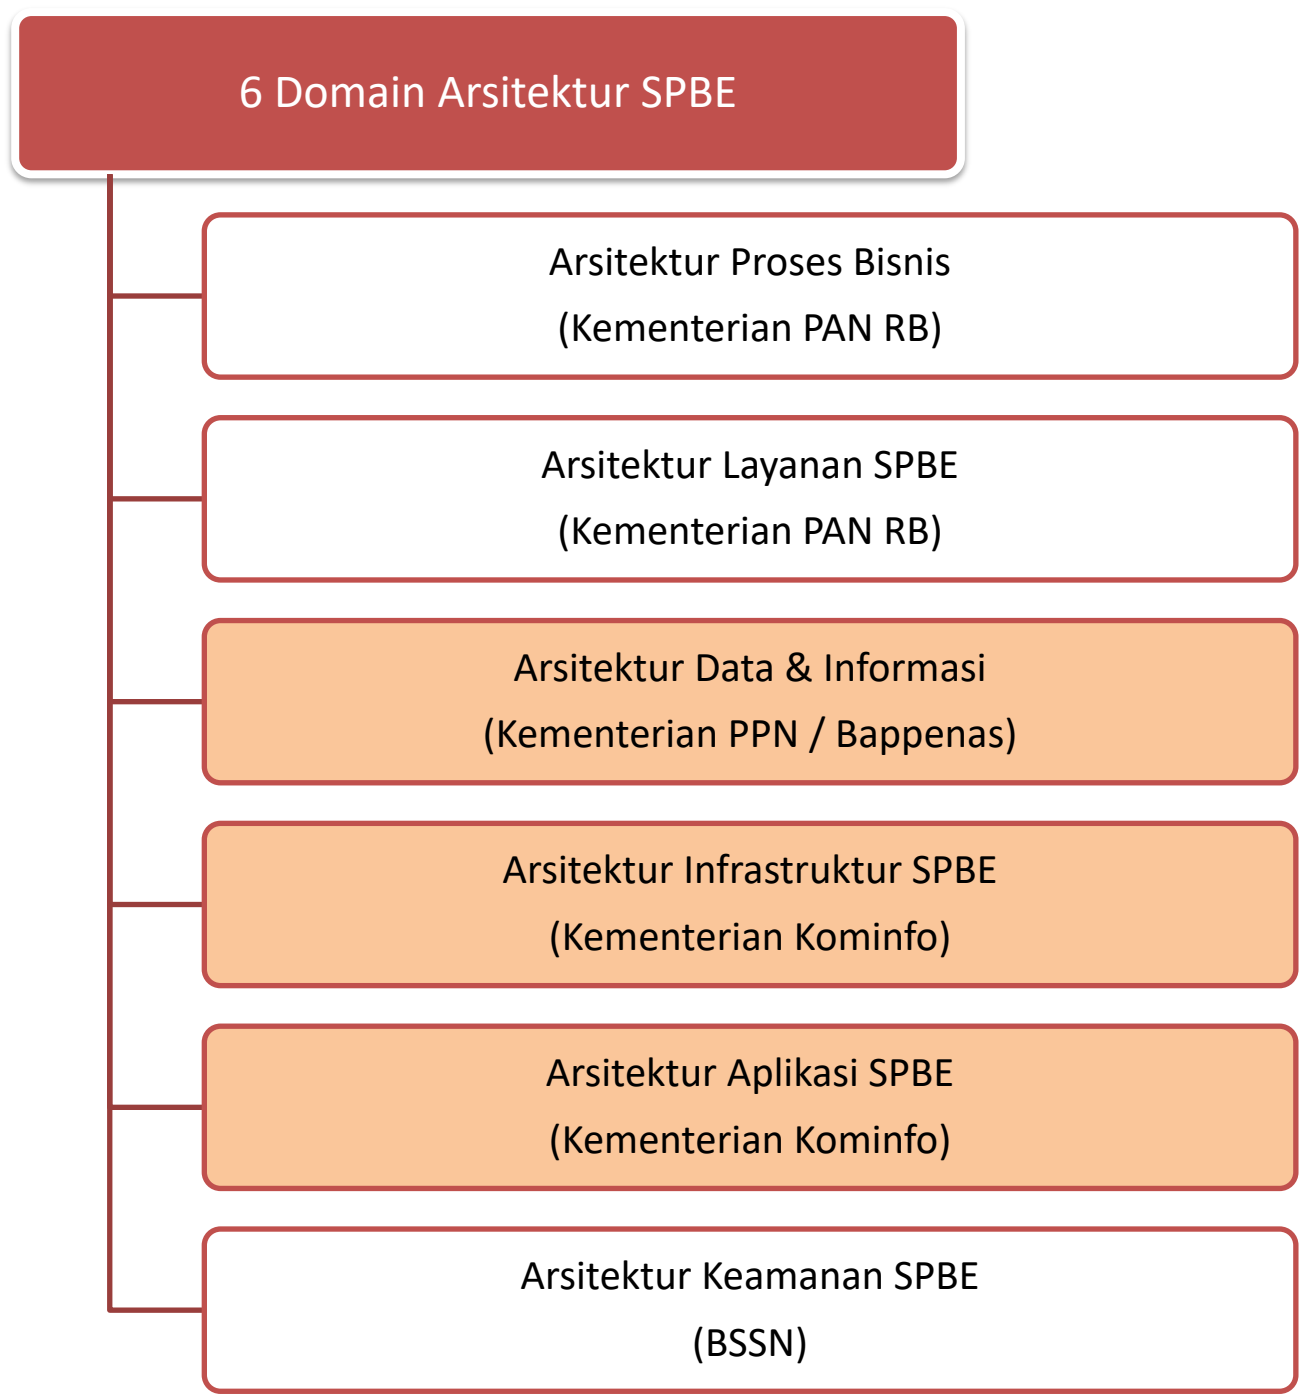 6 Domain Arsitektur SPBE
Arsitektur Proses Bisnis
(Kementerian PAN RB)
Arsitektur Layanan SPBE
(Kementerian PAN RB)
Arsitektur Data & Informasi
(Kementerian PPN / Bappenas)
Arsitektur Infrastruktur SPBE
(Kementerian Kominfo)
Arsitektur Aplikasi SPBE
(Kementerian Kominfo)
Arsitektur Keamanan SPBE
(BSSN)